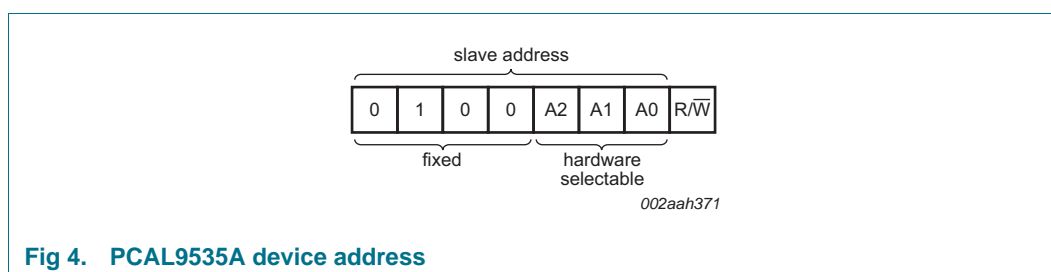 slave address
0 1 0 0 A2 A1 A0 R/W̅
fixed hardware
selectable
002aah371
Fig 4. PCAL9535A device address